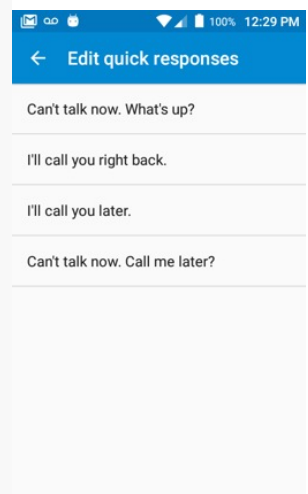 100% 12:29 PM
Edit quick responses
Can't talk now. What's up?
I'll call you right back.
I'll call you later.
Can't talk now. Call me later?